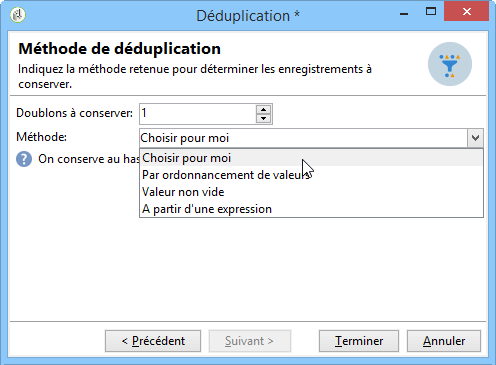 Déduplication *
Méthode de déduplication
Indiquez la méthode retenue pour déterminer les enregistrements à
conserver.
Doublons à conserver: 1
Méthode: Choisir pour moi
On conserve au
Choisir pour moi
Par ordonnancement de valeurs
Valeur non vide
A partir d'une expression
< Précédent Suivant > Terminer Annuler